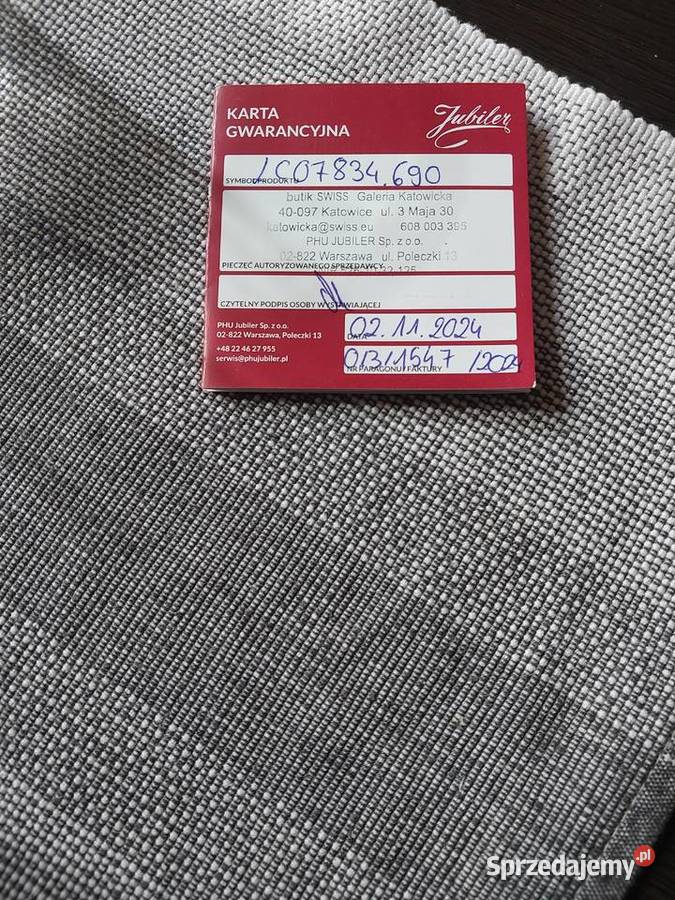 KARTA
GWARANCYJNA
Jubiler
LC07834.690
SYMBOL PRODUKTU
butik SWISS Galeria Katowicka
40-097 Katowice ul. 3 Maja 30
katowicka@swiss.eu 608 003 395
PHU JUBILER Sp. z o.o.
02-822 Warszawa ul. Poleczki 13
PIECZĘĆ AUTORYZOWANEGO SPRZEDAWCY
CZYTELNY PODPIS OSOBY WYSTAWIAJĄCEJ
PHU Jubiler Sp. z o.o.
02-822 Warszawa, Poleczki 13
+48 22 46 27 955
serwis@phujubiler.pl
02.11.2024
DATA
013/1547/2024
NR PARAGONU / FAKTURY
Sprzedajemy.pl